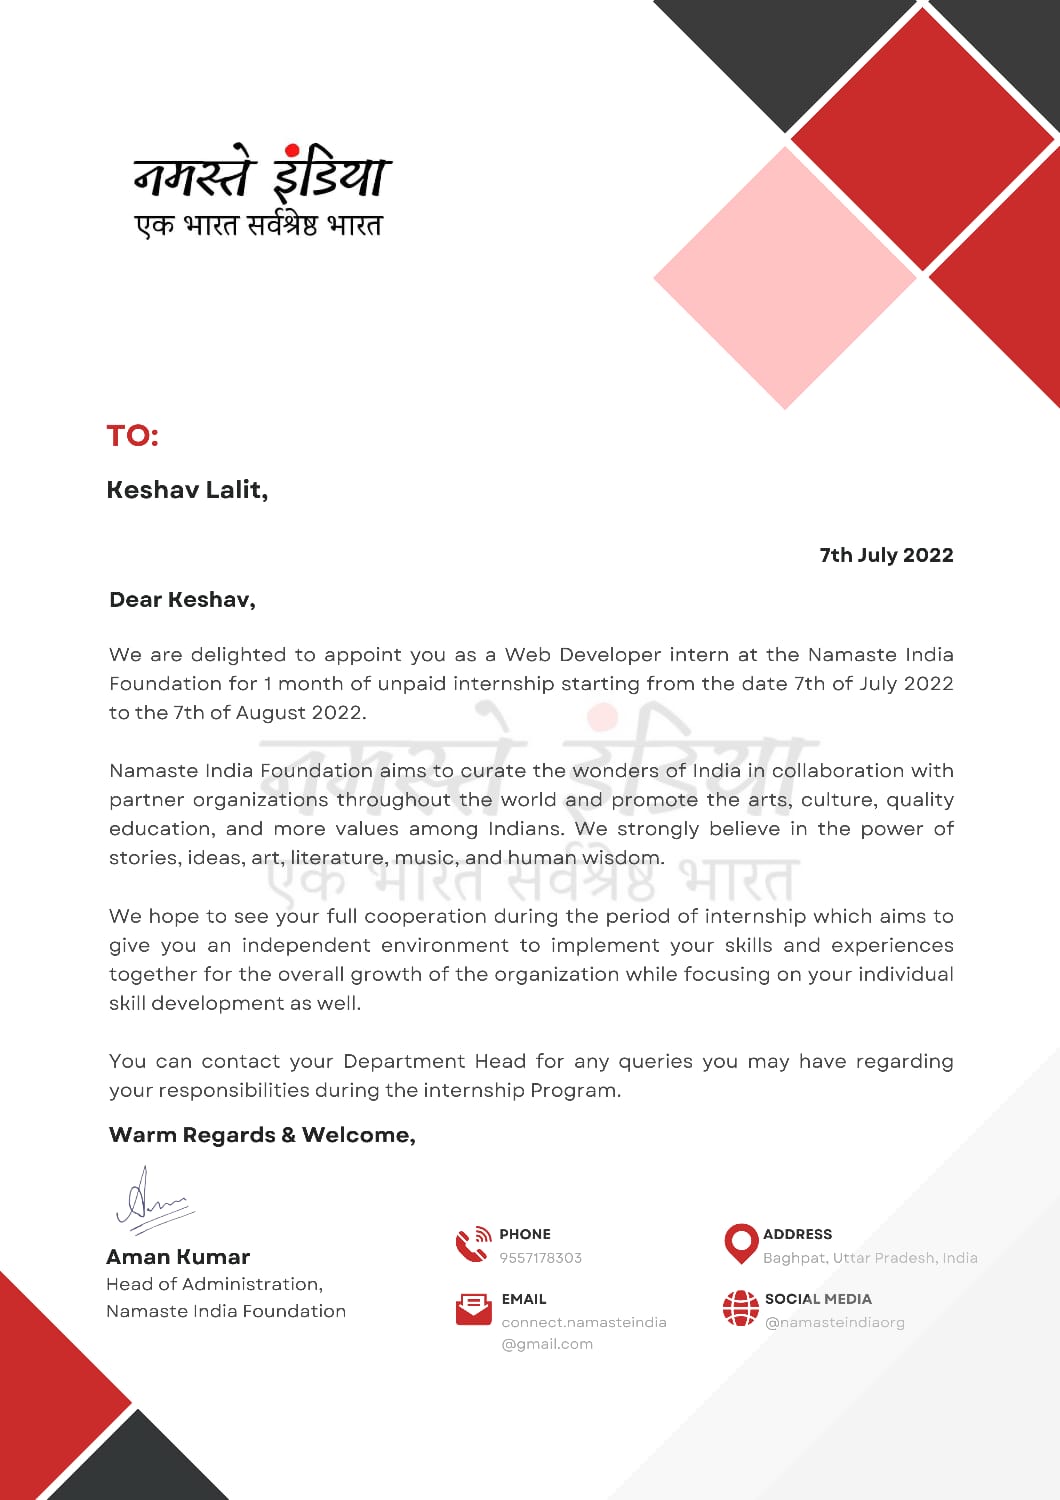 नमस्ते इंडिया
एक भारत सर्वश्रेष्ठ भारत
TO:
Keshav Lalit,
7th July 2022
Dear Keshav,
We are delighted to appoint you as a Web Developer intern at the Namaste India
Foundation for 1 month of unpaid internship starting from the date 7th of July 2022
to the 7th of August 2022.
नमस्ते इंडिया
Namaste India Foundation aims to curate the wonders of India in collaboration with
partner organizations throughout the world and promote the arts, culture, quality
education, and more values among Indians. We strongly believe in the power of
stories, ideas, art, literature, music, and human wisdom.
एक भारत सर्वश्रेष्ठ भारत
We hope to see your full cooperation during the period of internship which aims to
give you an independent environment to implement your skills and experiences
together for the overall growth of the organization while focusing on your individual
skill development as well.
You can contact your Department Head for any queries you may have regarding
your responsibilities during the internship Program.
Warm Regards & Welcome,
Aman Kumar
Head of Administration,
Namaste India Foundation
PHONE
9557178303
EMAIL
connect.namasteindia
@gmail.com
ADDRESS
Baghpat, Uttar Pradesh, India
SOCIAL MEDIA
@namasteindiaorg